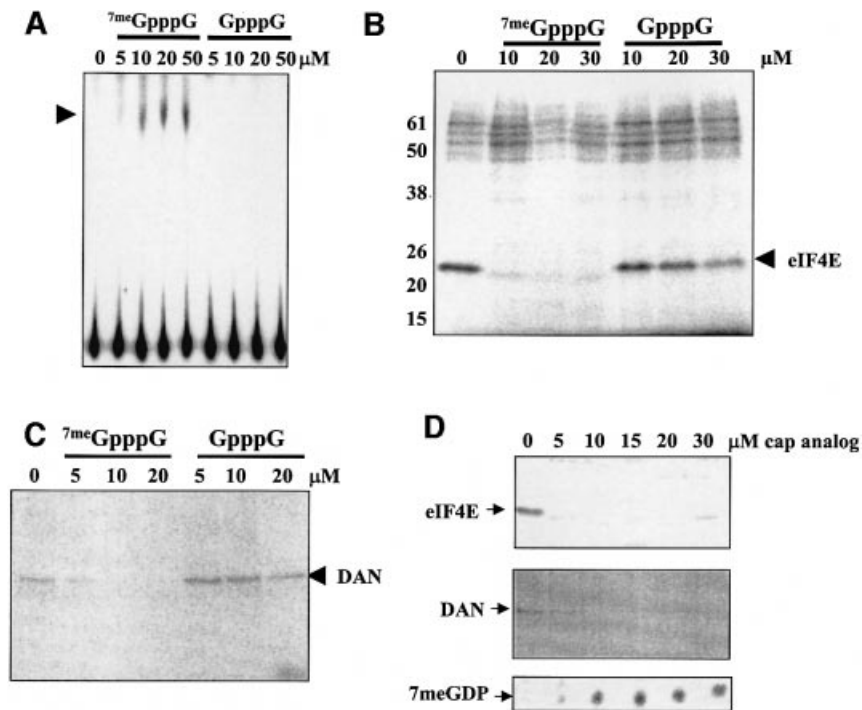 A
7meGpppG GpppG
0 5 10 20 50 5 10 20 50 μM
B
7meGpppG GpppG
0 10 20 30 10 20 30 μM
61
50
38
26
20
15
eIF4E
C
7meGpppG GpppG
0 5 10 20 5 10 20 μM
DAN
D
0 5 10 15 20 30 μM cap analog
eIF4E
DAN
7meGDP